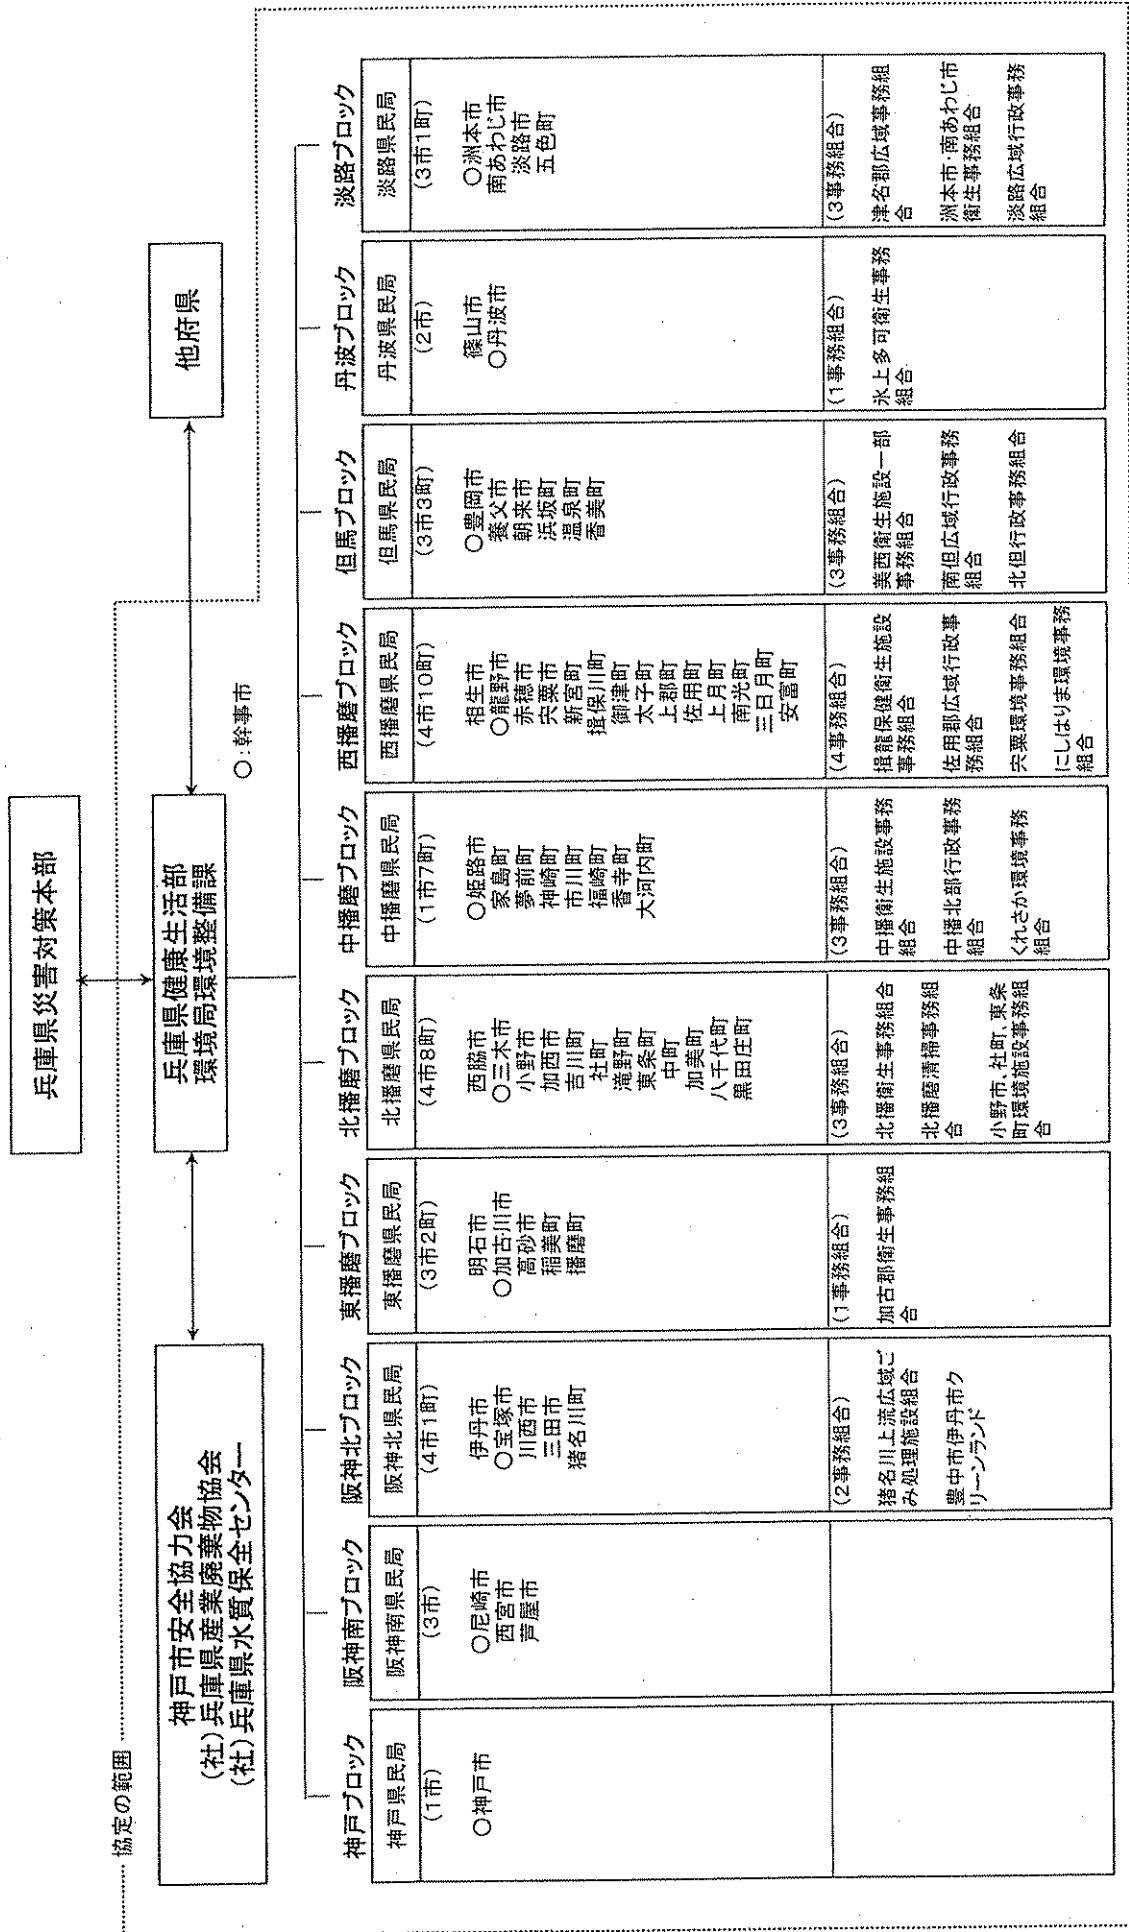 兵庫県災害対策本部
協定の範囲
神戸市安全協力会
(社)兵庫県産業廃棄物協会
(社)兵庫県水質保全センター
兵庫県健康生活部
環境局環境整備課
他府県
○:幹事市
神戸ブロック
神戸県民局
(1市)
○神戸市
阪神南ブロック
阪神南県民局
(3市)
○尼崎市
西宮市
芦屋市
阪神北ブロック
阪神北県民局
(4市1町)
伊丹市
○宝塚市
川西市
三田市
猪名川町
(2事務組合)
猪名川上流広域ご
み処理施設組合
豊中市伊丹市ク
リーンランド
東播磨ブロック
東播磨県民局
(3市2町)
明石市
○加古川市
高砂市
稲美町
播磨町
(1事務組合)
加古郡衛生事務組
合
北播磨ブロック
北播磨県民局
(4市8町)
西脇市
○三木市
小野市
加西市
吉川町
社町
滝野町
東条町
中町
加美町
八千代町
黒田庄町
(3事務組合)
北播衛生事務組合
北播磨清掃事務組
合
小野市、社町、東条
町環境施設事務組
合
中播磨ブロック
中播磨県民局
(1市7町)
○姫路市
家島町
夢前町
神崎町
市川町
福崎町
香寺町
大河内町
(3事務組合)
中播衛生施設事務
組合
中播北部行政事務
組合
くれさか環境事務
組合
西播磨ブロック
西播磨県民局
(4市10町)
相生市
○龍野市
赤穂市
宍粟市
新宮町
揖保川町
御津町
太子町
上郡町
佐用町
上月町
南光町
三日月町
安富町
(4事務組合)
揖龍保健衛生施設
事務組合
佐用郡広域行政事
務組合
宍粟環境事務組合
にしはりま環境事務
組合
但馬ブロック
但馬県民局
(3市3町)
○豊岡市
養父市
朝来市
浜坂町
温泉町
香美町
(3事務組合)
美西衛生施設一部
事務組合
南但広域行政事務
組合
北但行政事務組合
丹波ブロック
丹波県民局
(2市)
篠山市
○丹波市
(1事務組合)
氷上多可衛生事務
組合
淡路ブロック
淡路県民局
(3市1町)
○洲本市
南あわじ市
淡路市
五色町
(3事務組合)
津名郡広域事務組
合
洲本市・南あわじ市
衛生事務組合
淡路広域行政事務
組合